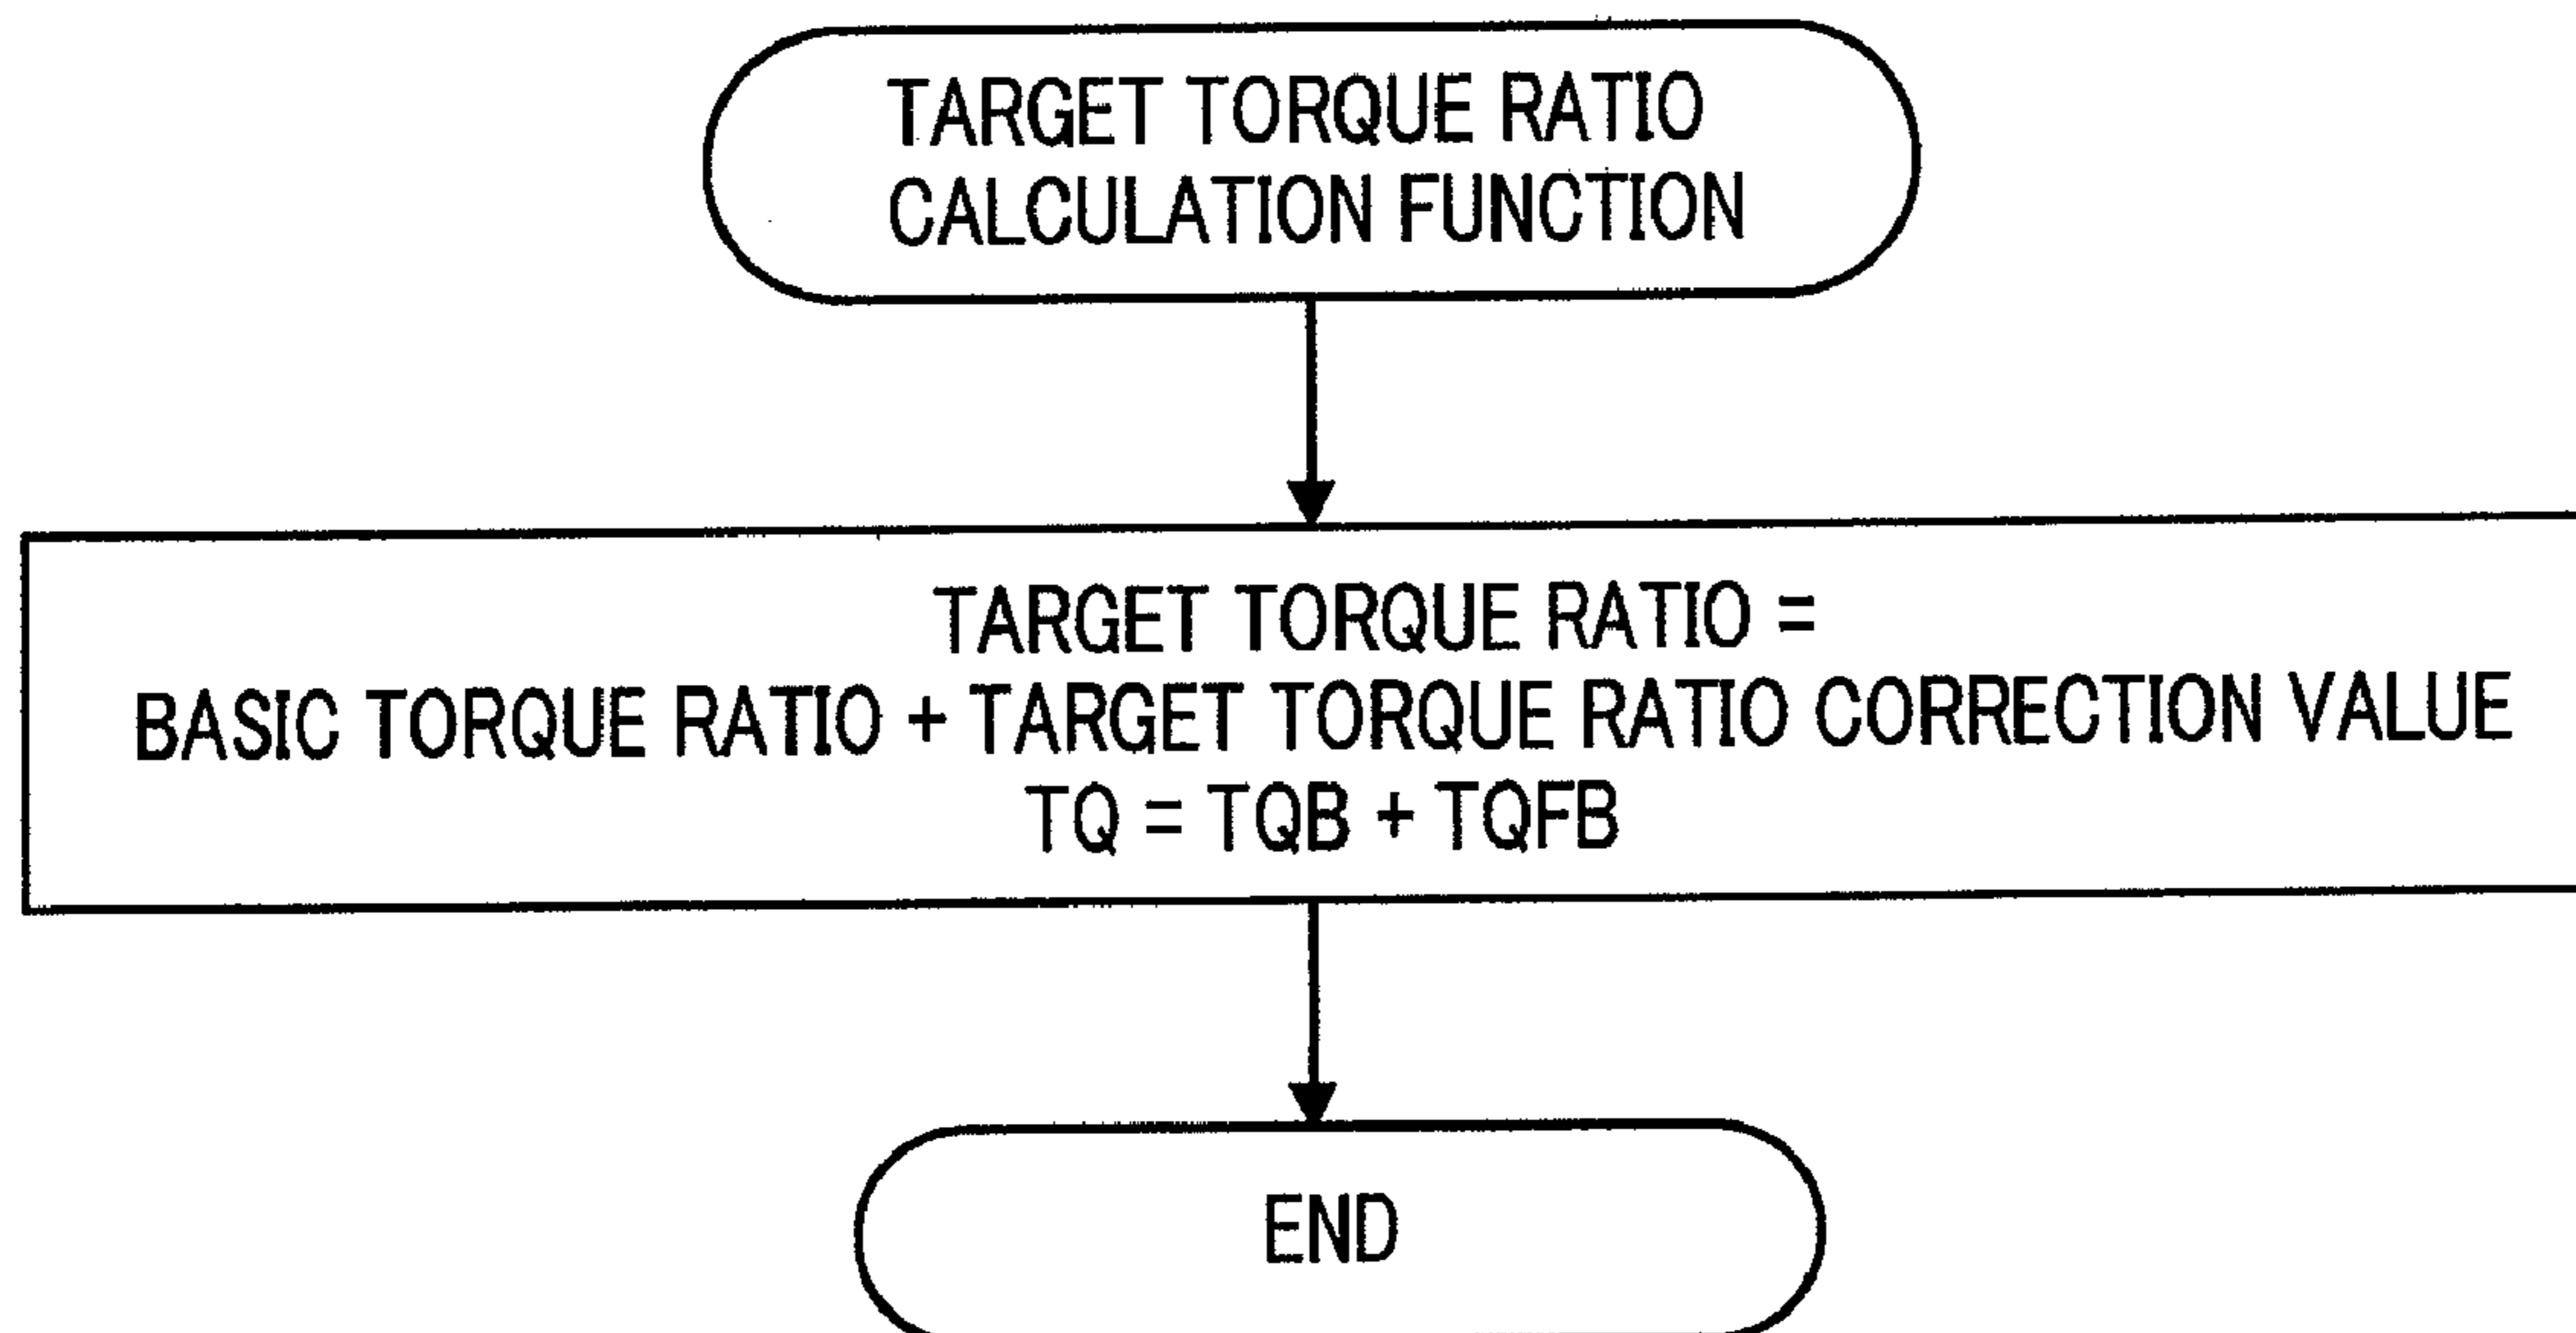 TARGET TORQUE RATIO
CALCULATION FUNCTION
TARGET TORQUE RATIO =
BASIC TORQUE RATIO + TARGET TORQUE RATIO CORRECTION VALUE
TQ = TQB + TQFB
END